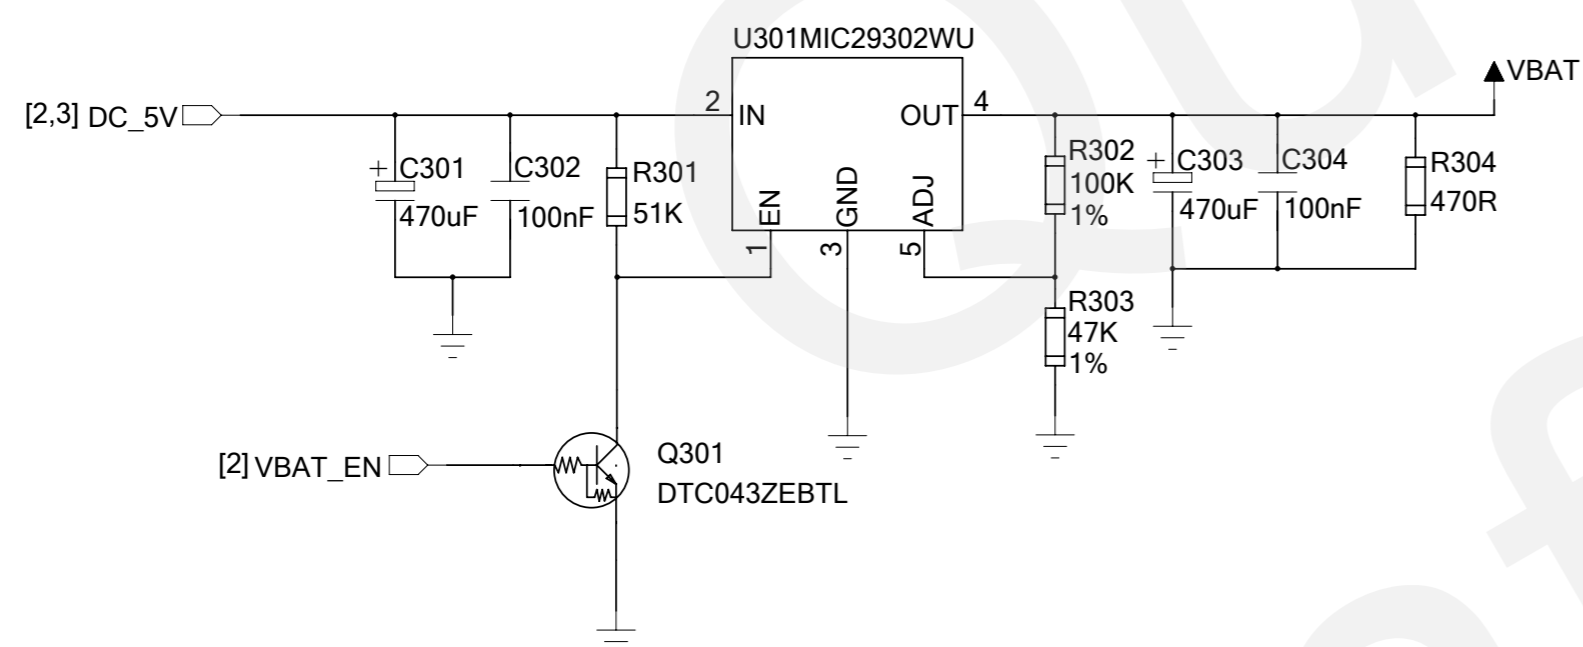 U301MIC29302WU
VBAT
[2,3] DC_5V
2
IN
OUT
4
EN
GND
ADJ
1
3
5
+
C301
470uF
C302
100nF
R301
51K
R302
100K
1%
+
C303
470uF
C304
100nF
R304
470R
R303
47K
1%
[2] VBAT_EN
Q301
DTC043ZEBTL